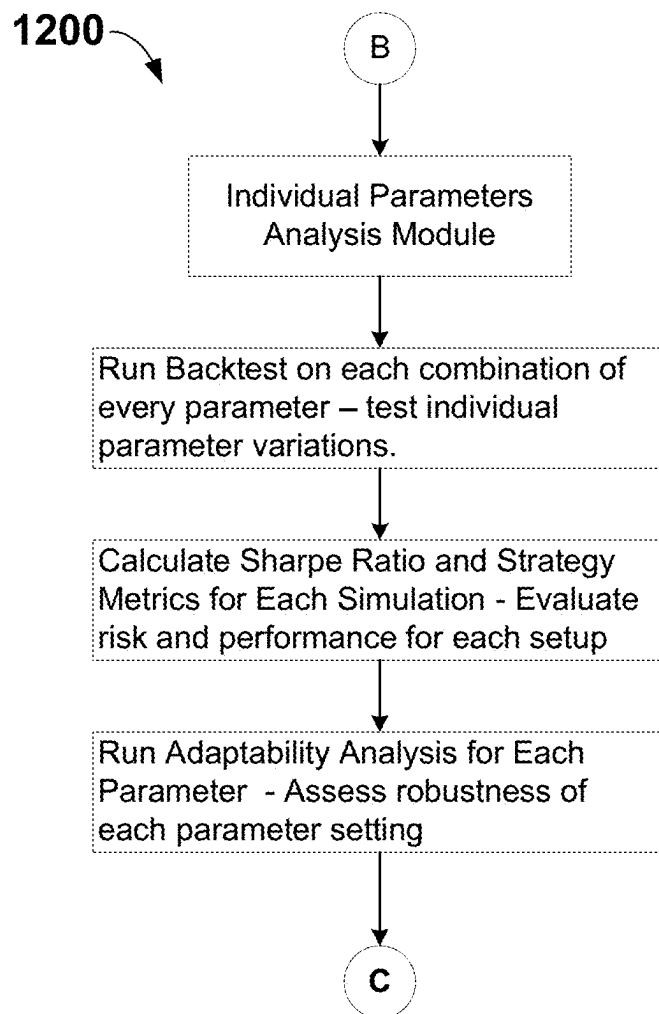 1200
B
Individual Parameters
Analysis Module
Run Backtest on each combination of
every parameter – test individual
parameter variations.
Calculate Sharpe Ratio and Strategy
Metrics for Each Simulation - Evaluate
risk and performance for each setup
Run Adaptability Analysis for Each
Parameter - Assess robustness of
each parameter setting
C